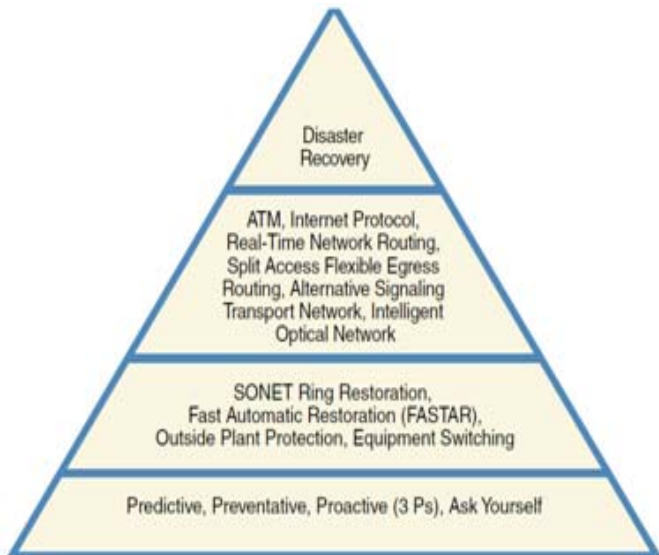 Disaster
Recovery
ATM, Internet Protocol,
Real-Time Network Routing,
Split Access Flexible Egress
Routing, Alternative Signaling
Transport Network, Intelligent
Optical Network
SONET Ring Restoration,
Fast Automatic Restoration (FASTAR),
Outside Plant Protection, Equipment Switching
Predictive, Preventative, Proactive (3 Ps), Ask Yourself